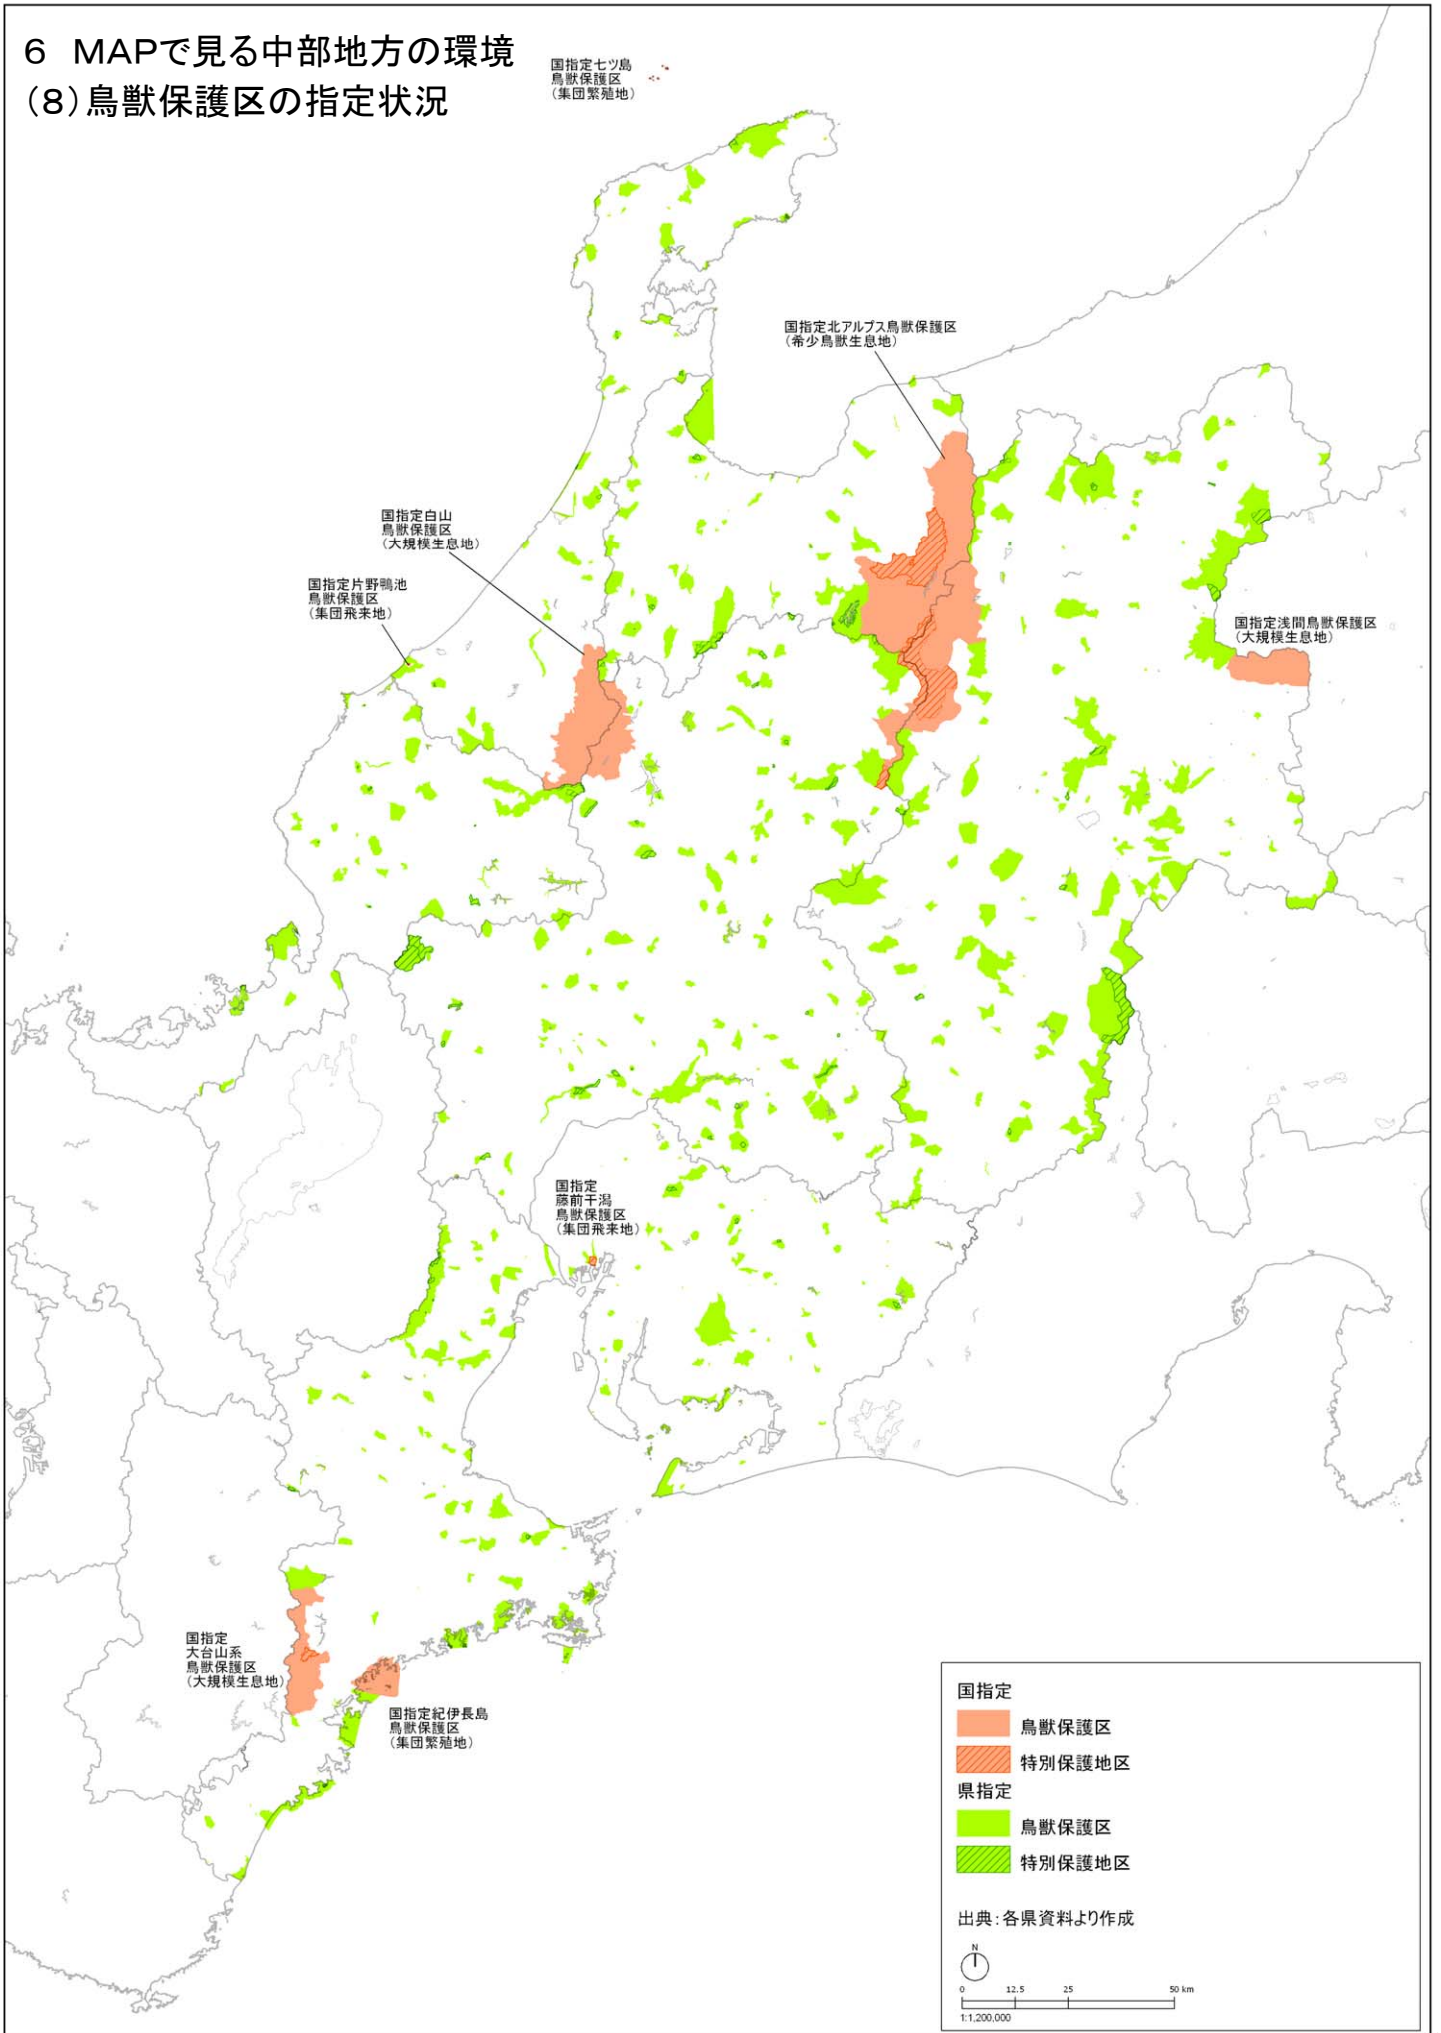 6 MAPで見る中部地方の環境
(8)鳥獣保護区の指定状況
国指定七ツ島
鳥獣保護区
(集団繁殖地)
国指定北アルプス鳥獣保護区
(希少鳥獣生息地)
国指定白山
鳥獣保護区
(大規模生息地)
国指定片野鴨池
鳥獣保護区
(集団飛来地)
国指定浅間鳥獣保護区
(大規模生息地)
国指定
藤前干潟
鳥獣保護区
(集団飛来地)
国指定
大台山系
鳥獣保護区
(大規模生息地)
国指定紀伊長島
鳥獣保護区
(集団繁殖地)
国指定
鳥獣保護区
特別保護地区
県指定
鳥獣保護区
特別保護地区
出典:各県資料より作成
N
0 12.5 25 50 km
1:1,200,000